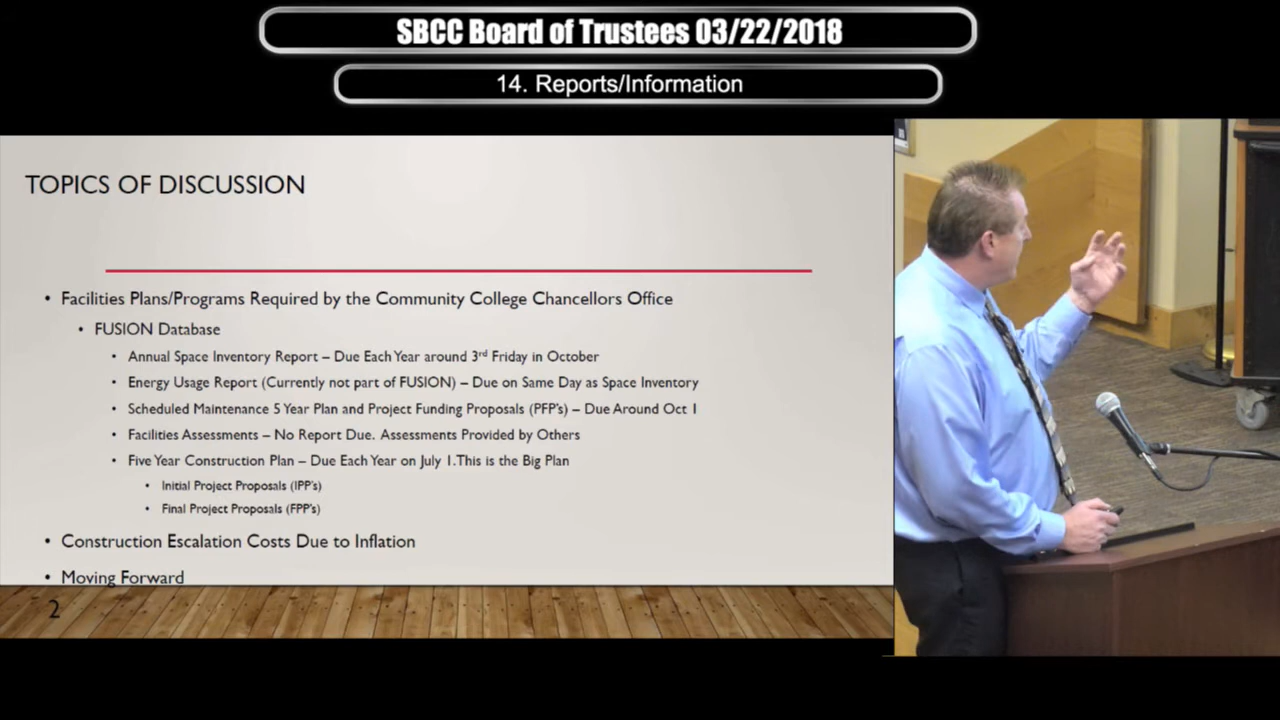 SBCC Board of Trustees 03/22/2018
14. Reports/Information
TOPICS OF DISCUSSION
• Facilities Plans/Programs Required by the Community College Chancellors Office
• FUSION Database
• Annual Space Inventory Report – Due Each Year around 3rd Friday in October
• Energy Usage Report (Currently not part of FUSION) – Due on Same Day as Space Inventory
• Scheduled Maintenance 5 Year Plan and Project Funding Proposals (PFP's) – Due Around Oct 1
• Facilities Assessments – No Report Due. Assessments Provided by Others
• Five Year Construction Plan – Due Each Year on July 1. This is the Big Plan
• Initial Project Proposals (IPP's)
• Final Project Proposals (FPP's)
• Construction Escalation Costs Due to Inflation
• Moving Forward
2